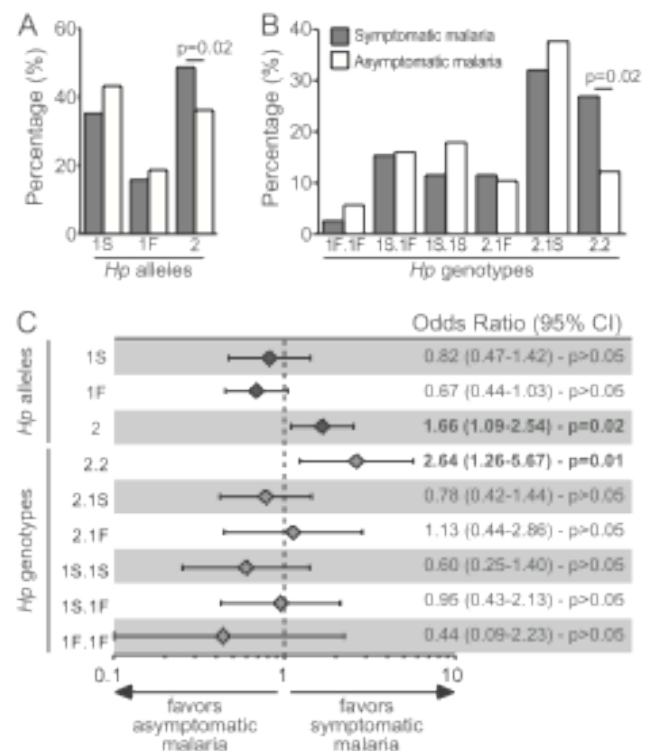 A
60
40
20
0
Percentage (%)
p=0.02
1S 1F 2
Hp alleles
B
Symptomatic malaria
Asymptomatic malaria
40
30
20
10
0
Percentage (%)
p=0.02
1F.1F 1S.1F 1S.1S 2.1F 2.1S 2.2
Hp genotypes
C
Odds Ratio (95% CI)
Hp alleles
1S 0.82 (0.47-1.42) - p>0.05
1F 0.67 (0.44-1.03) - p>0.05
2 1.66 (1.09-2.54) - p=0.02
Hp genotypes
2.2 2.64 (1.26-5.67) - p=0.01
2.1S 0.78 (0.42-1.44) - p>0.05
2.1F 1.13 (0.44-2.86) - p>0.05
1S.1S 0.60 (0.25-1.40) - p>0.05
1S.1F 0.95 (0.43-2.13) - p>0.05
1F.1F 0.44 (0.09-2.23) - p>0.05
0.1 1 10
favors
asymptomatic
malaria
favors
symptomatic
malaria